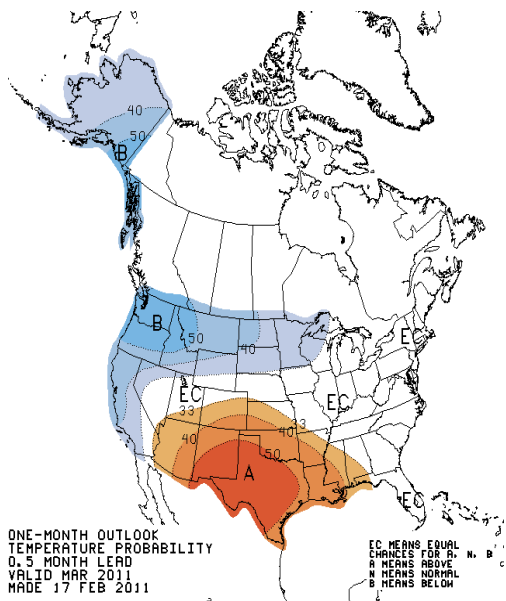 40
50
B
B
50
40
EC
EC
33
EC
33
40
40
50
A
EC
ONE-MONTH OUTLOOK
TEMPERATURE PROBABILITY
0.5 MONTH LEAD
VALID MAR 2011
MADE 17 FEB 2011
EC MEANS EQUAL
CHANCES FOR A, N, B
A MEANS ABOVE
N MEANS NORMAL
B MEANS BELOW